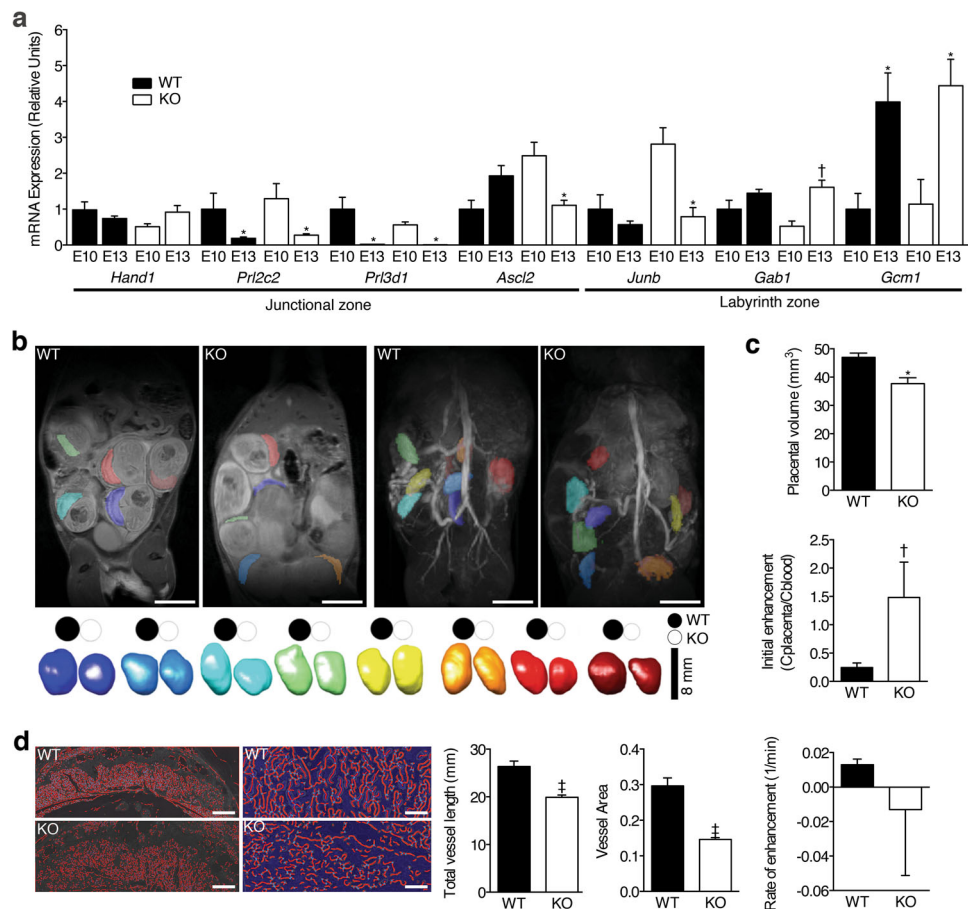 a
mRNA Expression (Relative Units)
6
5
4
3
2
1
0
WT
KO
* * * * * * * † *
E10 E13 E10 E13 E10 E13 E10 E13 E10 E13 E10 E13 E10 E13 E10 E13 E10 E13 E10 E13 E10 E13 E10 E13 E10 E13 E10 E13
Hand1 Prl2c2 Prl3d1 Ascl2 Junb Gab1 Gcm1
Junctional zone Labyrinth zone
b
WT KO WT KO
WT
KO
8 mm
c
Placental volume (mm³)
50
40
30
20
10
0
*
WT KO
Initial enhancement
(Cplacenta/Cblood)
2.5
2.0
1.5
1.0
0.5
0.0
†
WT KO
d
WT WT
KO KO
Total vessel length (mm)
30
20
10
0
‡
WT KO
Vessel Area
0.4
0.3
0.2
0.1
0.0
‡
WT KO
Rate of enhancement (1/min)
0.02
0.00
-0.02
-0.04
-0.06
WT KO